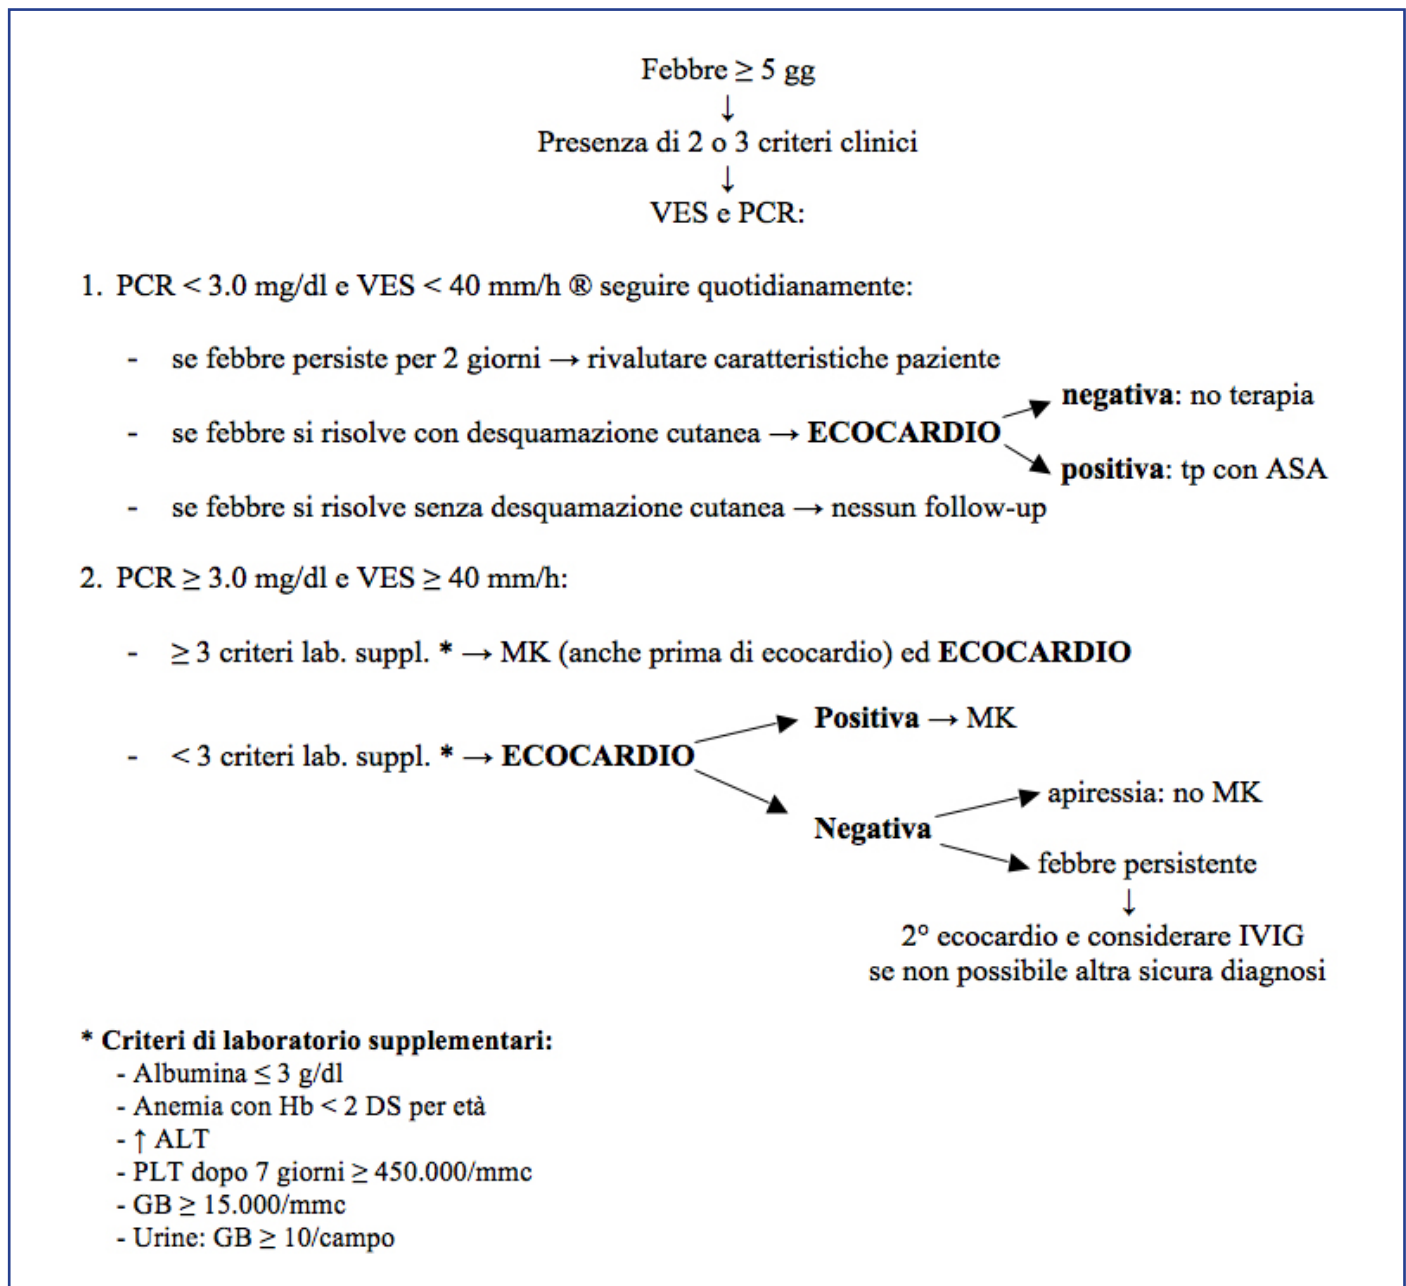 Febbre ≥ 5 gg
↓
Presenza di 2 o 3 criteri clinici
↓
VES e PCR:
1. PCR < 3.0 mg/dl e VES < 40 mm/h ® seguire quotidianamente:
- se febbre persiste per 2 giorni → rivalutare caratteristiche paziente
negativa: no terapia
- se febbre si risolve con desquamazione cutanea → ECOCARDIO
positiva: tp con ASA
- se febbre si risolve senza desquamazione cutanea → nessun follow-up
2. PCR ≥ 3.0 mg/dl e VES ≥ 40 mm/h:
- ≥ 3 criteri lab. suppl. * → MK (anche prima di ecocardio) ed ECOCARDIO
Positiva → MK
- < 3 criteri lab. suppl. * → ECOCARDIO
apiressia: no MK
Negativa
febbre persistente
↓
2° ecocardio e considerare IVIG
se non possibile altra sicura diagnosi
* Criteri di laboratorio supplementari:
- Albumina ≤ 3 g/dl
- Anemia con Hb < 2 DS per età
- ↑ ALT
- PLT dopo 7 giorni ≥ 450.000/mmc
- GB ≥ 15.000/mmc
- Urine: GB ≥ 10/campo